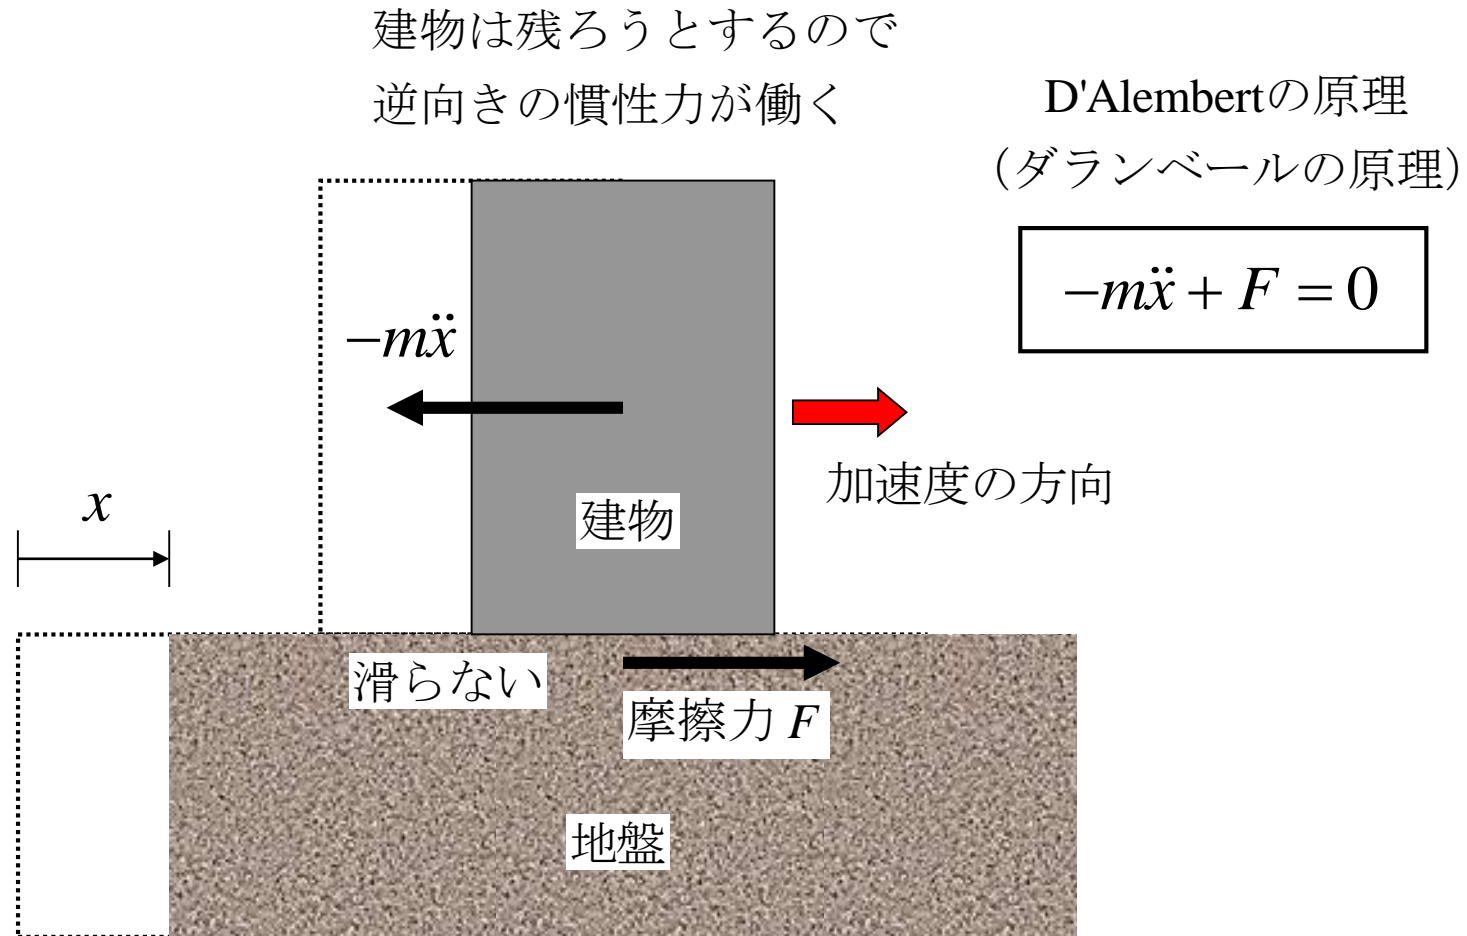 建物は残ろうとするので
逆向きの慣性力が働く
D'Alembertの原理
（ダランベールの原理）
−mẍ + F = 0
−mẍ
加速度の方向
x
建物
滑らない
摩擦力 F
地盤